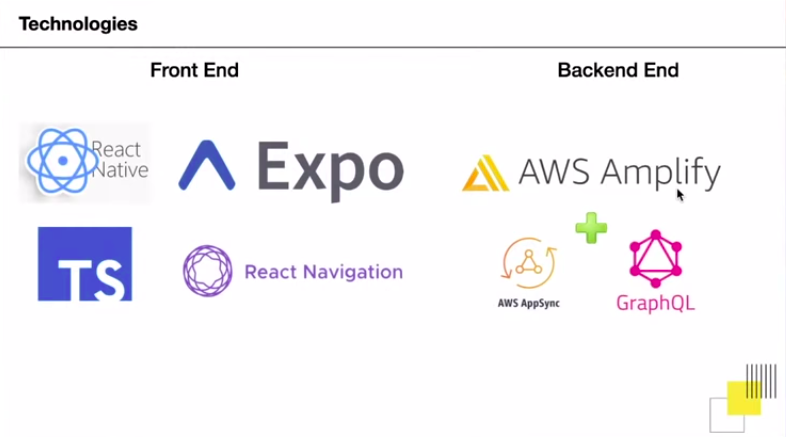 Technologies
Front End
Backend End
React
Native
Expo
AWS Amplify
TS
React Navigation
AWS AppSync
GraphQL